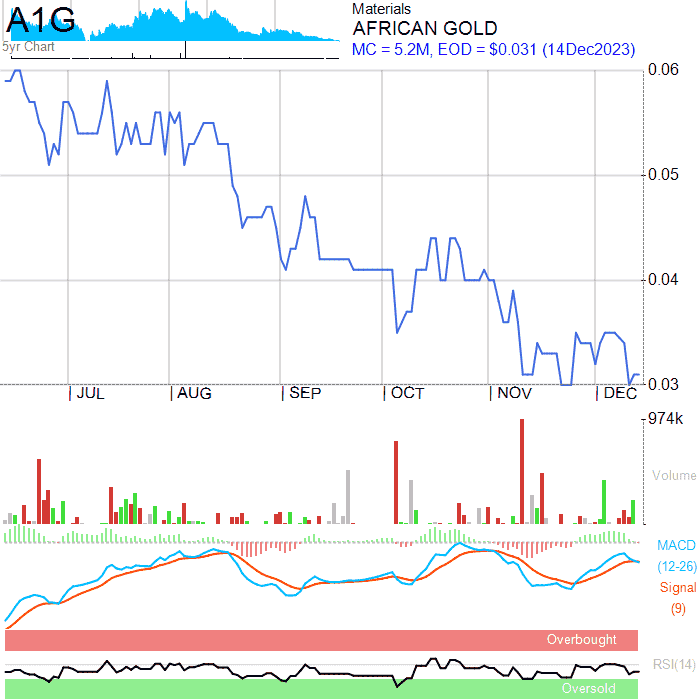 A1G
5yr Chart
Materials
AFRICAN GOLD
MC = 5.2M, EOD = $0.031 (14Dec2023)
0.06
0.05
0.04
0.03
JUL AUG SEP OCT NOV DEC
974k
Volume
MACD
(12-26)
Signal
(9)
Overbought
RSI(14)
Oversold